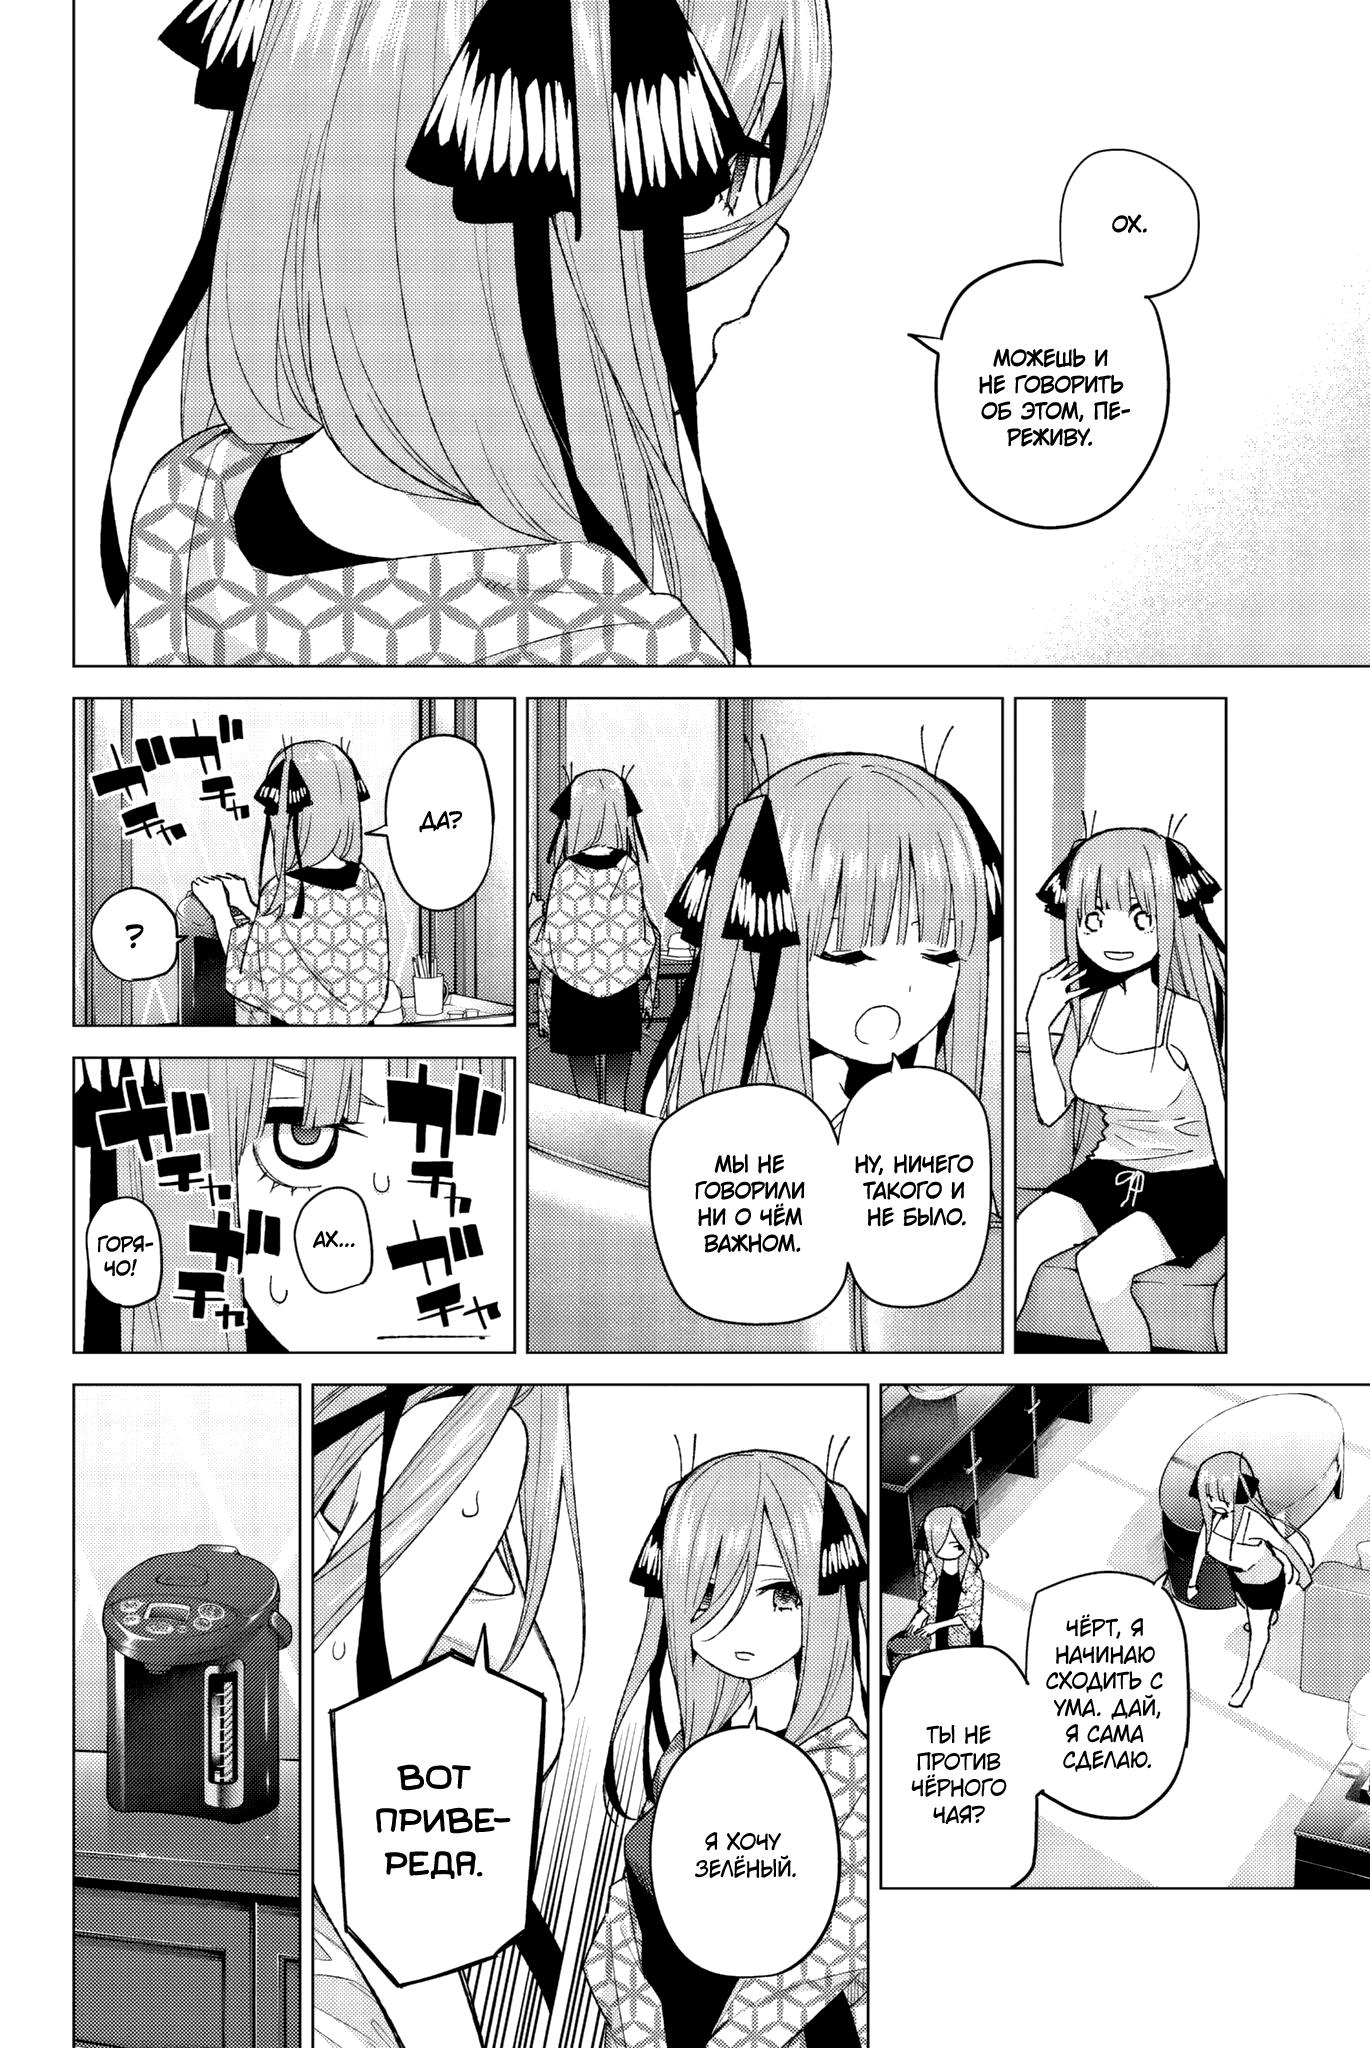 ОХ.
МОЖЕШЬ И
НЕ ГОВОРИТЬ
ОБ ЭТОМ, ПЕ-
РЕЖИВУ.
НУ, НИЧЕГО
ТАКОГО И
НЕ БЫЛО.
МЫ НЕ
ГОВОРИЛИ
НИ О ЧЁМ
ВАЖНОМ.
ДА?
?
ガチャ
ガチャ
АХ...
ГОРЯ-
ЧО!
ガチャ
ガチャ
ガチャ
ガチャ
ЧЁРТ, Я
НАЧИНАЮ
СХОДИТЬ С
УМА. ДАЙ,
Я САМА
СДЕЛАЮ.
ТЫ НЕ
ПРОТИВ
ЧЁРНОГО
ЧАЯ?
Я ХОЧУ
ЗЕЛЁНЫЙ.
ВОТ
ПРИВЕ-
РЕДА.